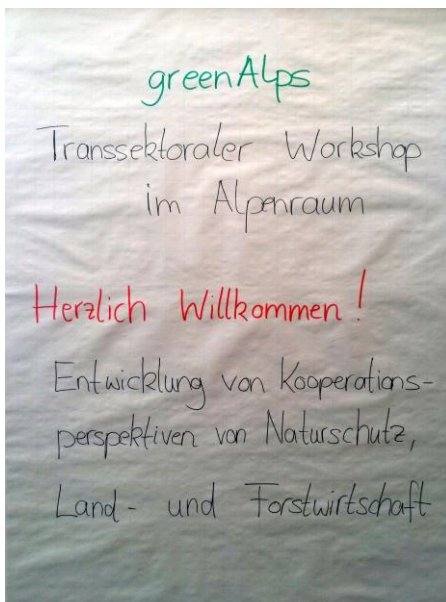 greenAlps
Transsektoraler Workshop
im Alpenraum
Herzlich Willkommen!
Entwicklung von Kooperations-
perspektiven von Naturschutz,
Land- und Forstwirtschaft